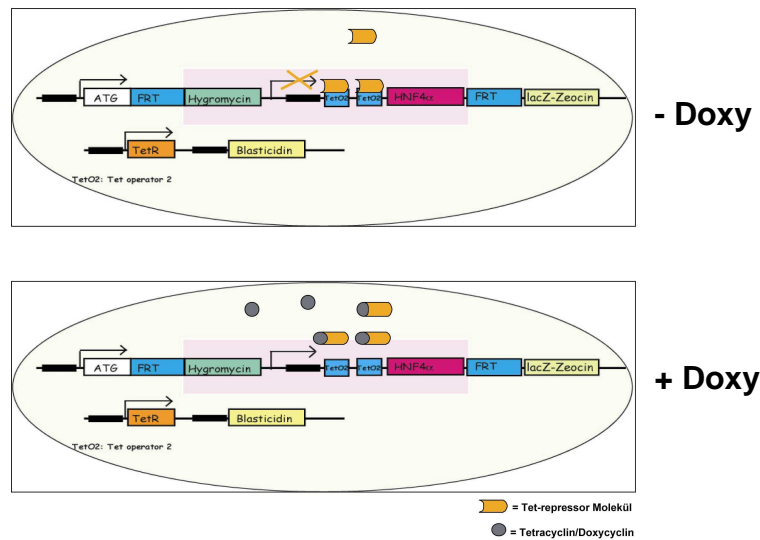 ATG FRT Hygromycin TetO2 TetO2 HNF4α FRT lacZ-Zeocin
- Doxy
TetR Blasticidin
TetO2: Tet operator 2
ATG FRT Hygromycin TetO2 TetO2 HNF4α FRT lacZ-Zeocin
+ Doxy
TetR Blasticidin
TetO2: Tet operator 2
= Tet-repressor Molekül
= Tetracyclin/Doxycyclin